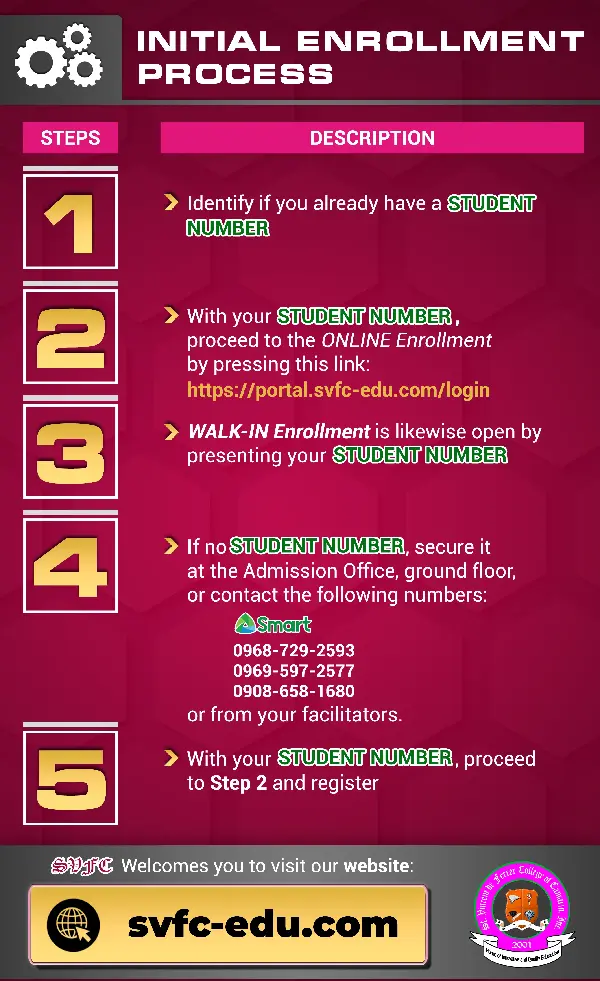 INITIAL ENROLLMENT
PROCESS
STEPS
DESCRIPTION
1
Identify if you already have a STUDENT
NUMBER
2
With your STUDENT NUMBER,
proceed to the ONLINE Enrollment
by pressing this link:
https://portal.svfc-edu.com/login
3
WALK-IN Enrollment is likewise open by
presenting your STUDENT NUMBER
4
If no STUDENT NUMBER, secure it
at the Admission Office, ground floor,
or contact the following numbers:
Smart
0968-729-2593
0969-597-2577
0908-658-1680
or from your facilitators.
5
With your STUDENT NUMBER, proceed
to Step 2 and register
SVFC Welcomes you to visit our website:
svfc-edu.com
St. Vincent de Ferrer College of Camarin, Inc.
2001